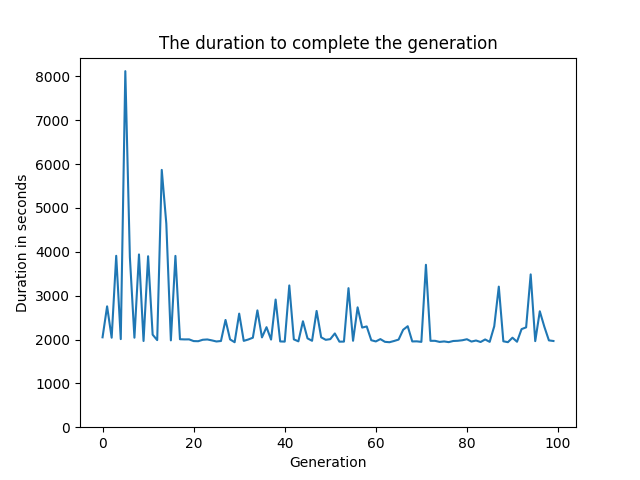 The duration to complete the generation
8000
7000
6000
5000
4000
3000
2000
1000
0
Duration in seconds
0 20 40 60 80 100
Generation